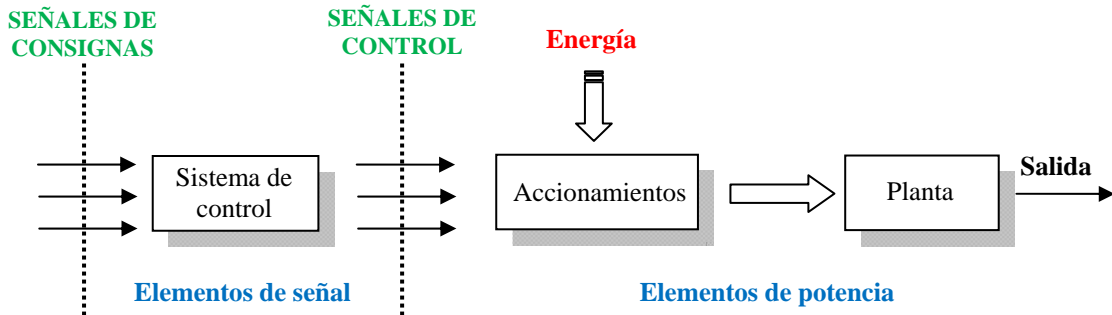 SEÑALES DE
CONSIGNAS
SEÑALES DE
CONTROL
Energía
Sistema de
control
Accionamientos
Planta
Salida
Elementos de señal
Elementos de potencia